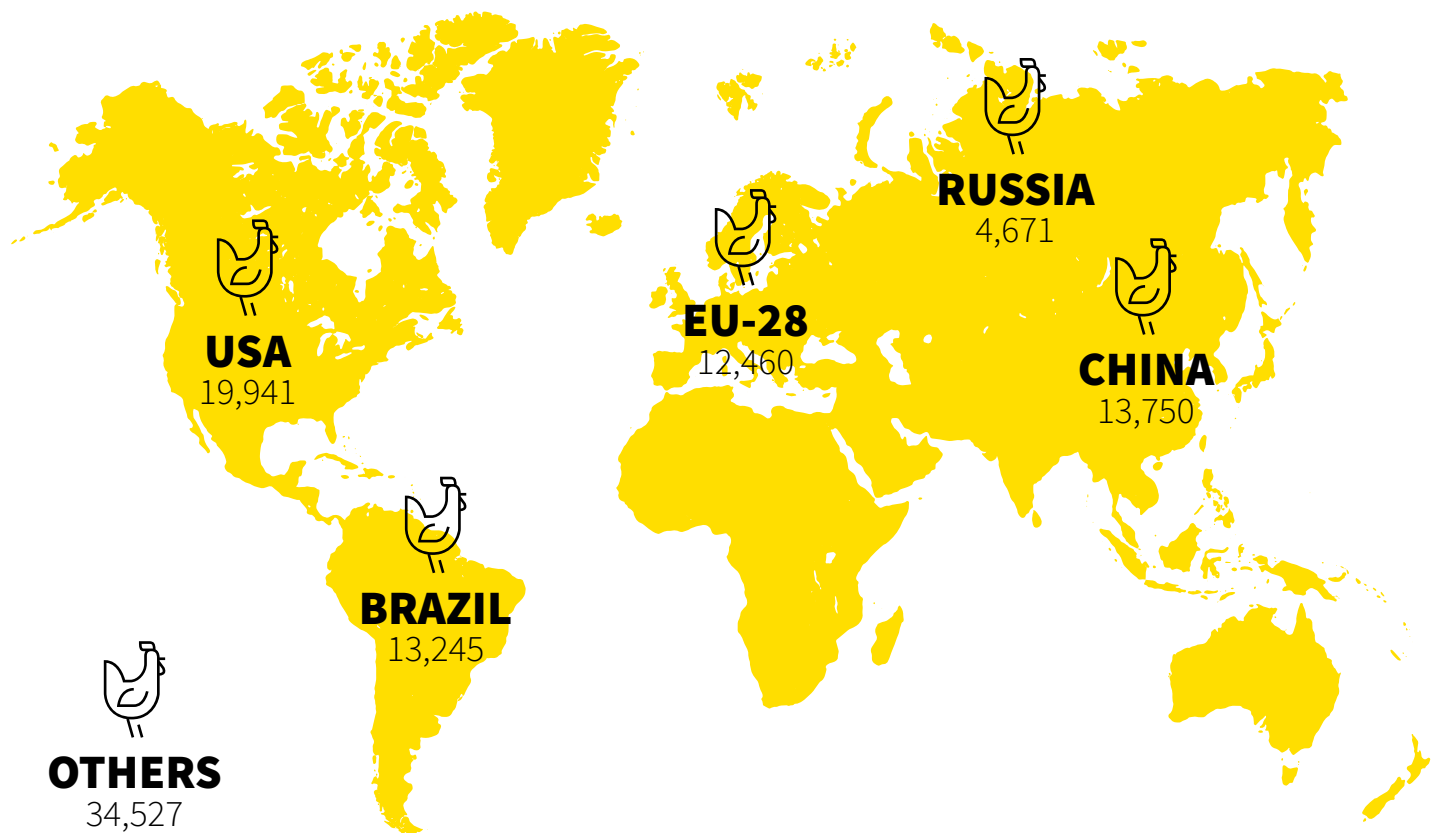 RUSSIA
4,671
EU-28
12,460
USA
19,941
CHINA
13,750
BRAZIL
13,245
OTHERS
34,527